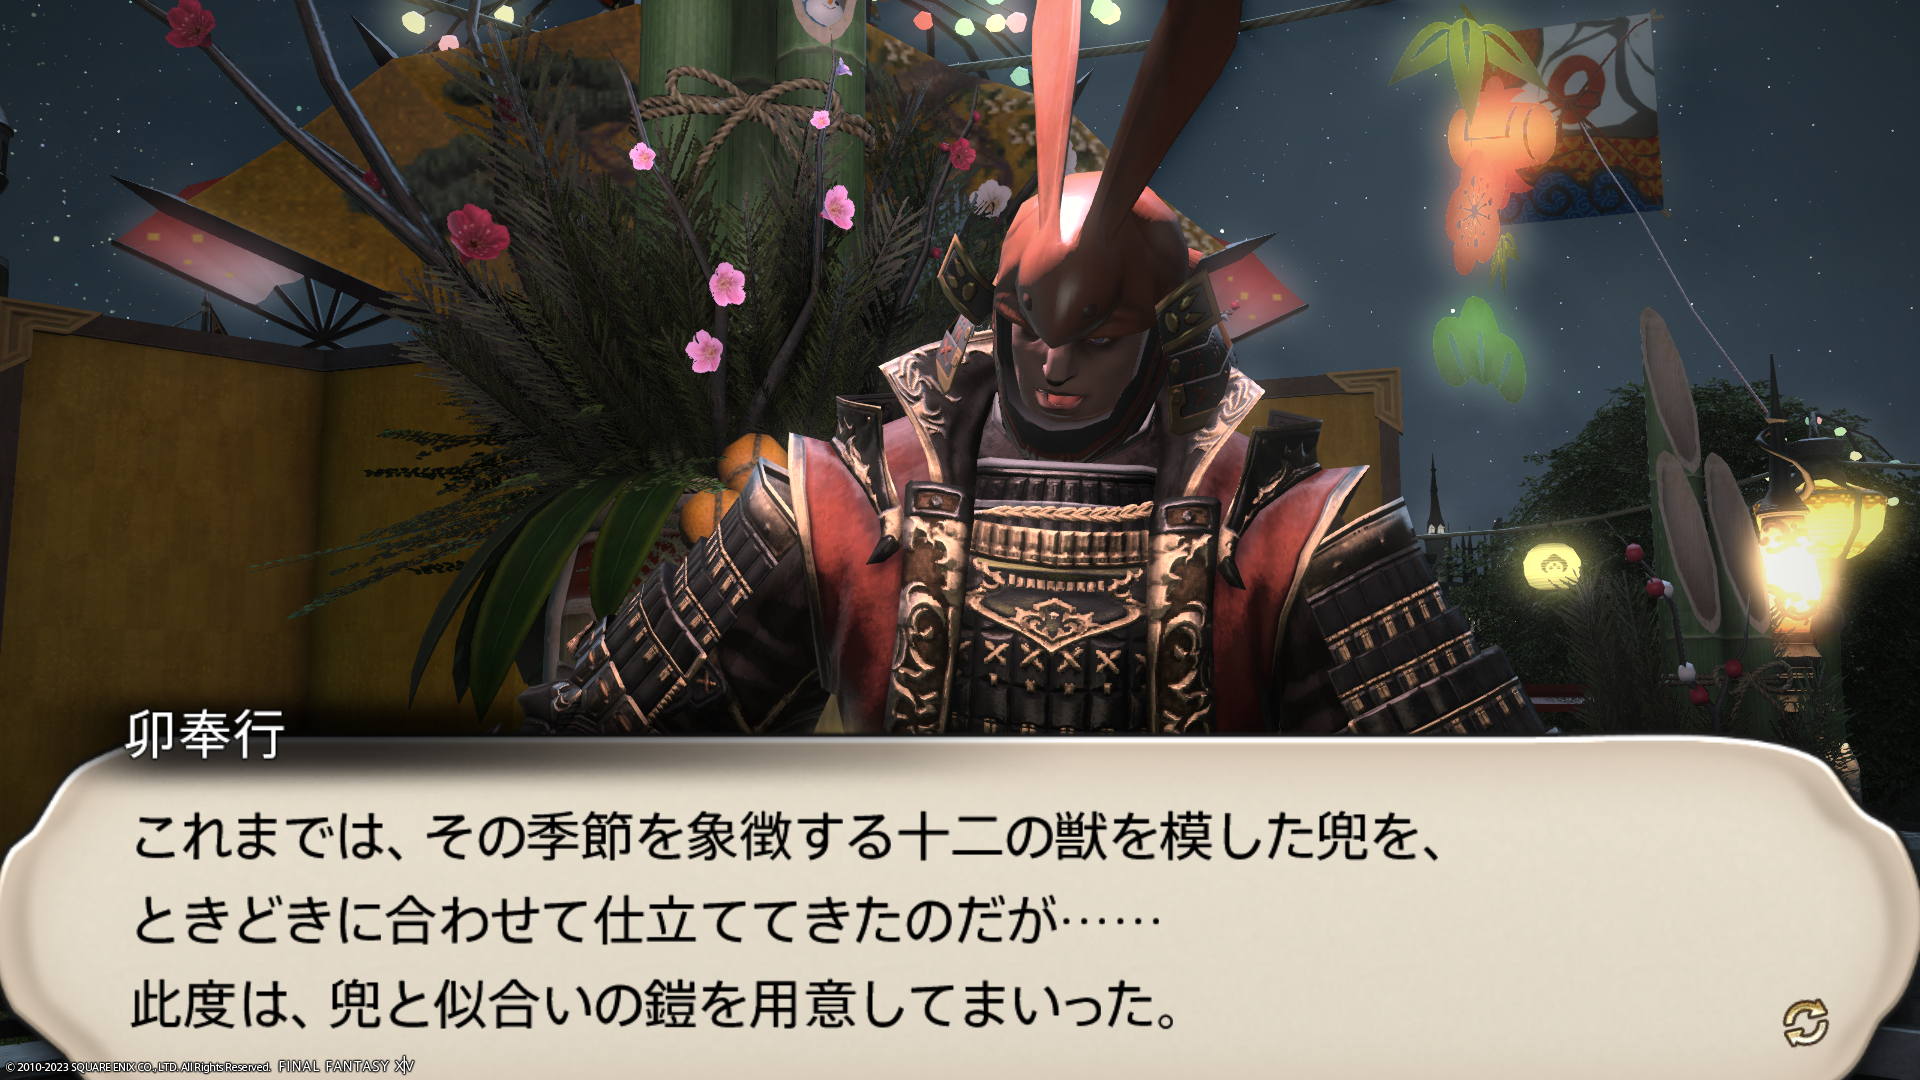 卯奉行
これまでは、その季節を象徴する十二の獣を模した兜を、
ときどきに合わせて仕立ててきたのだが……
此度は、兜と似合いの鎧を用意してまいった。
© 2010-2023 SQUARE ENIX CO., LTD. All Rights Reserved. FINAL FANTASY XIV